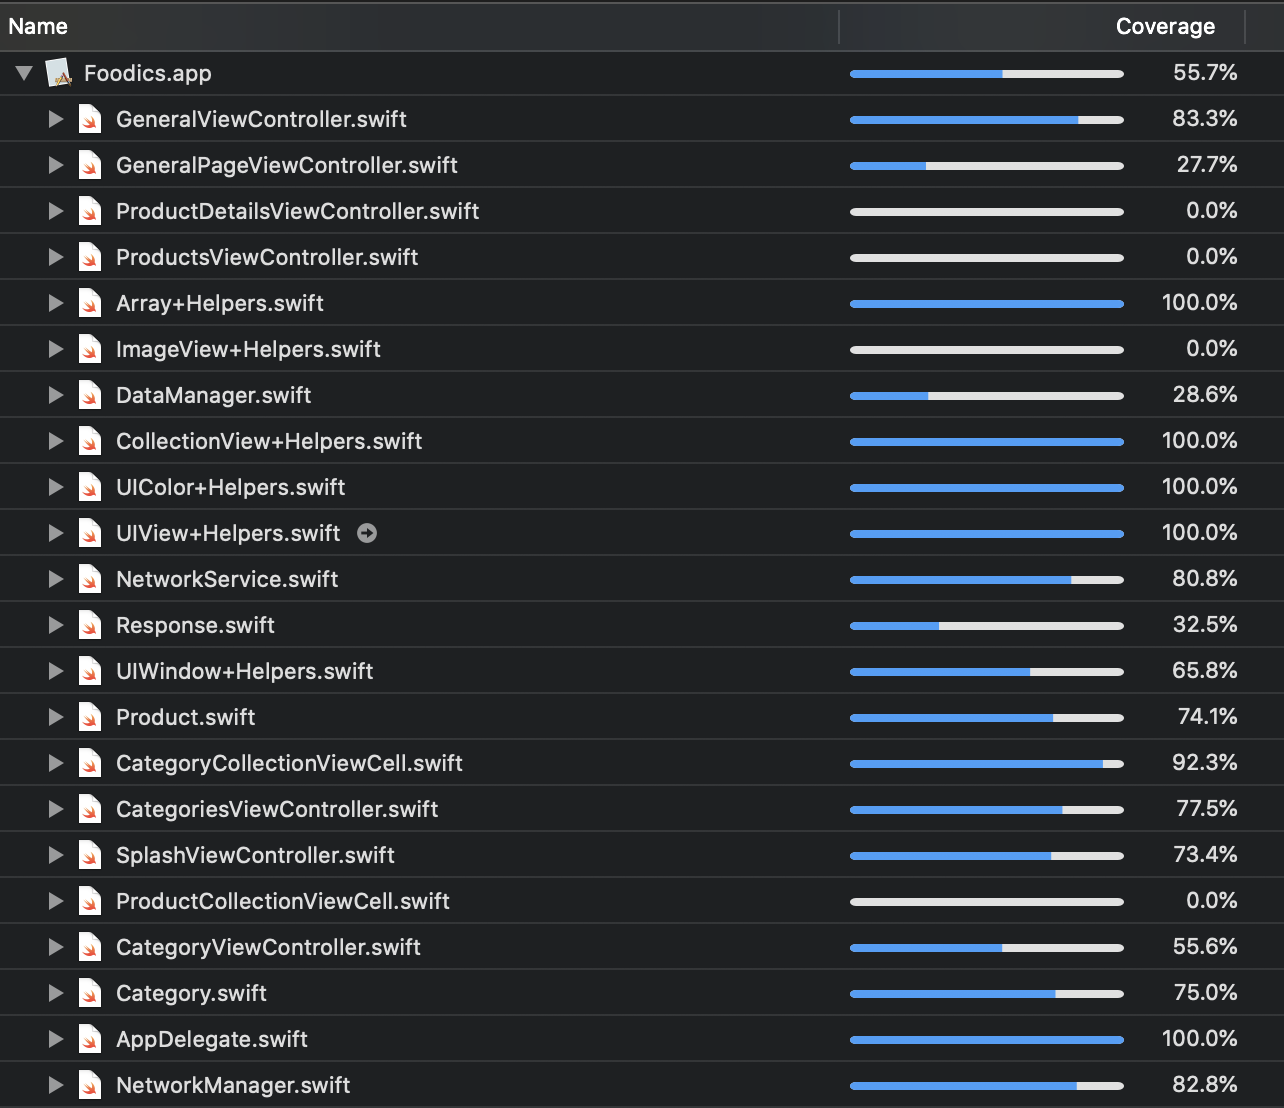 Name Coverage
Foodics.app 55.7%
GeneralViewController.swift 83.3%
GeneralPageViewController.swift 27.7%
ProductDetailsViewController.swift 0.0%
ProductsViewController.swift 0.0%
Array+Helpers.swift 100.0%
ImageView+Helpers.swift 0.0%
DataManager.swift 28.6%
CollectionView+Helpers.swift 100.0%
UIColor+Helpers.swift 100.0%
UIView+Helpers.swift 100.0%
NetworkService.swift 80.8%
Response.swift 32.5%
UIWindow+Helpers.swift 65.8%
Product.swift 74.1%
CategoryCollectionViewCell.swift 92.3%
CategoriesViewController.swift 77.5%
SplashViewController.swift 73.4%
ProductCollectionViewCell.swift 0.0%
CategoryViewController.swift 55.6%
Category.swift 75.0%
AppDelegate.swift 100.0%
NetworkManager.swift 82.8%